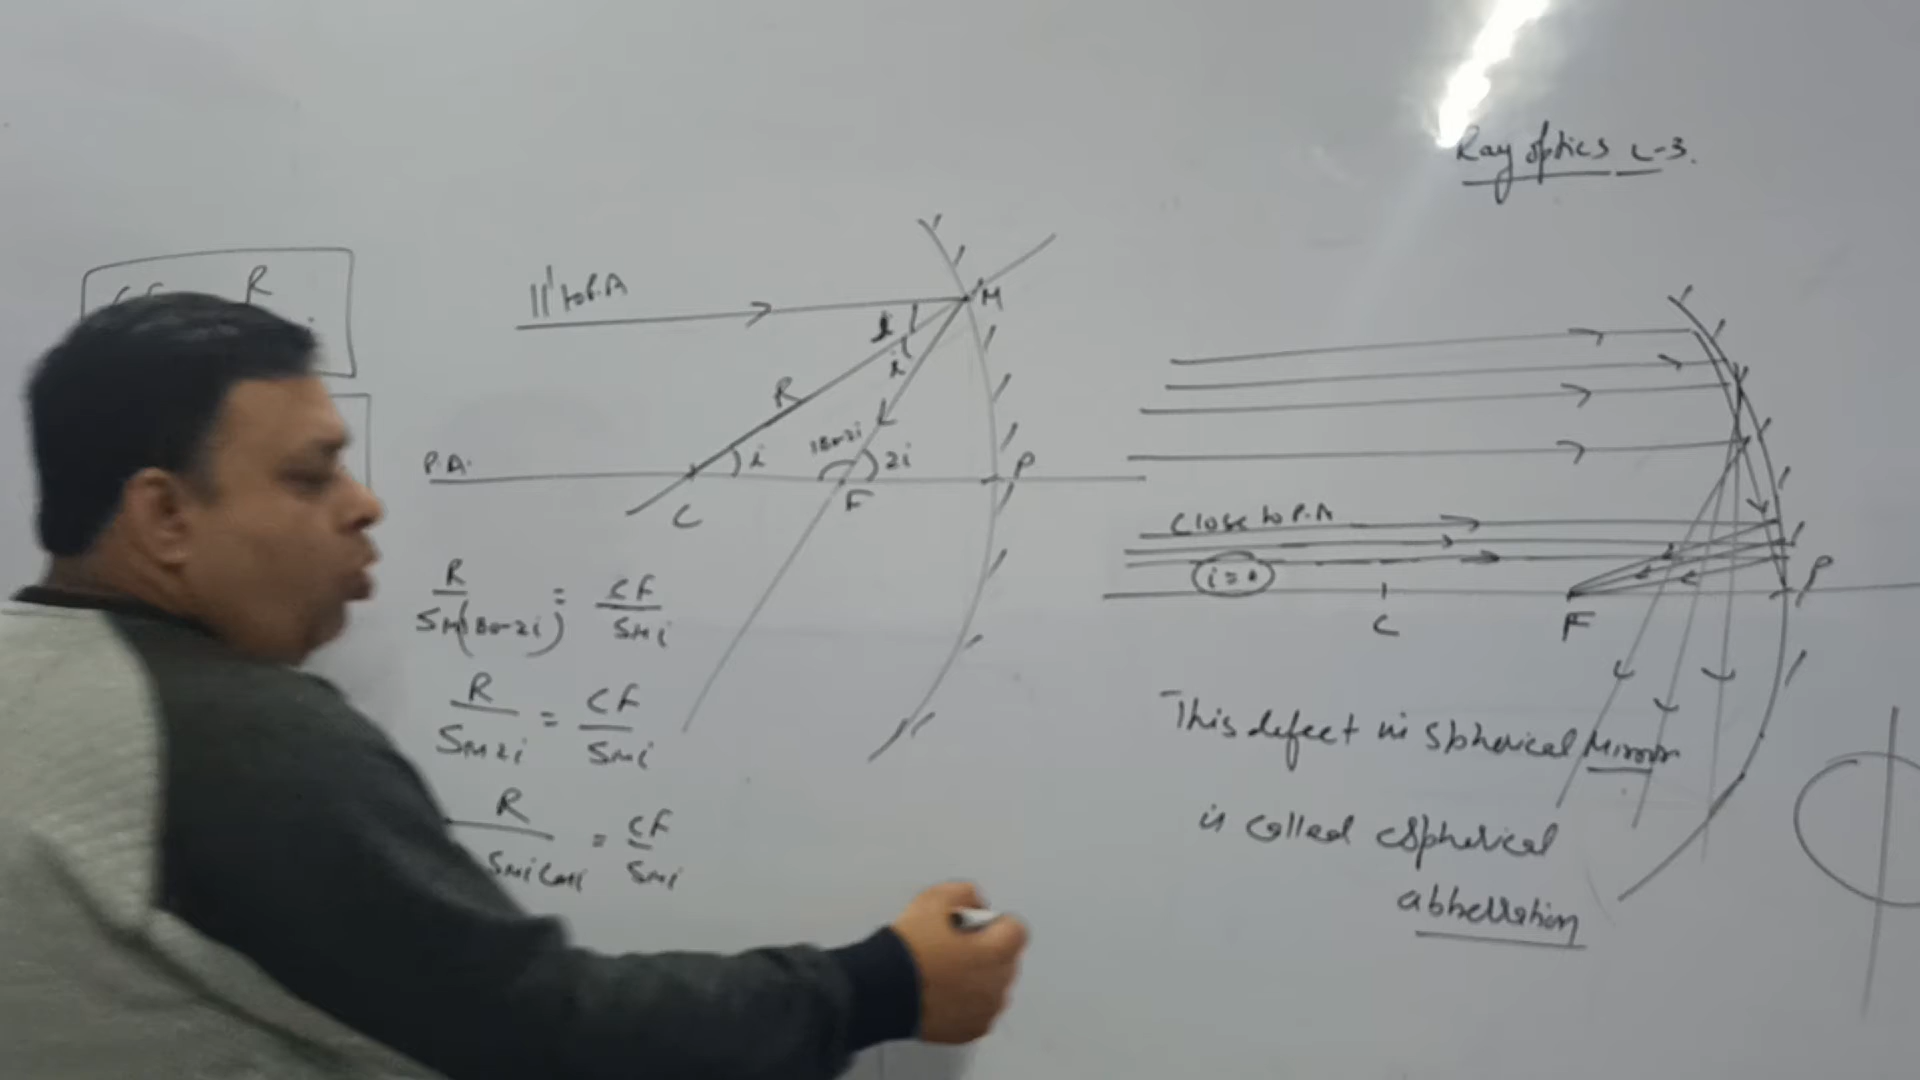 Ray optics L-3.
R
|| to P.A
M
i
i
R
180-2i
i
2i
P.A.
P
C
F
R / Sin(180-2i) = CF / Sin i
R / Sin 2i = CF / Sin i
R / Sin i Cos i = CF / Sin i
Close to P.A
i = 0
P
C
F
This defect in Spherical Mirror
is called Spherical
abberration